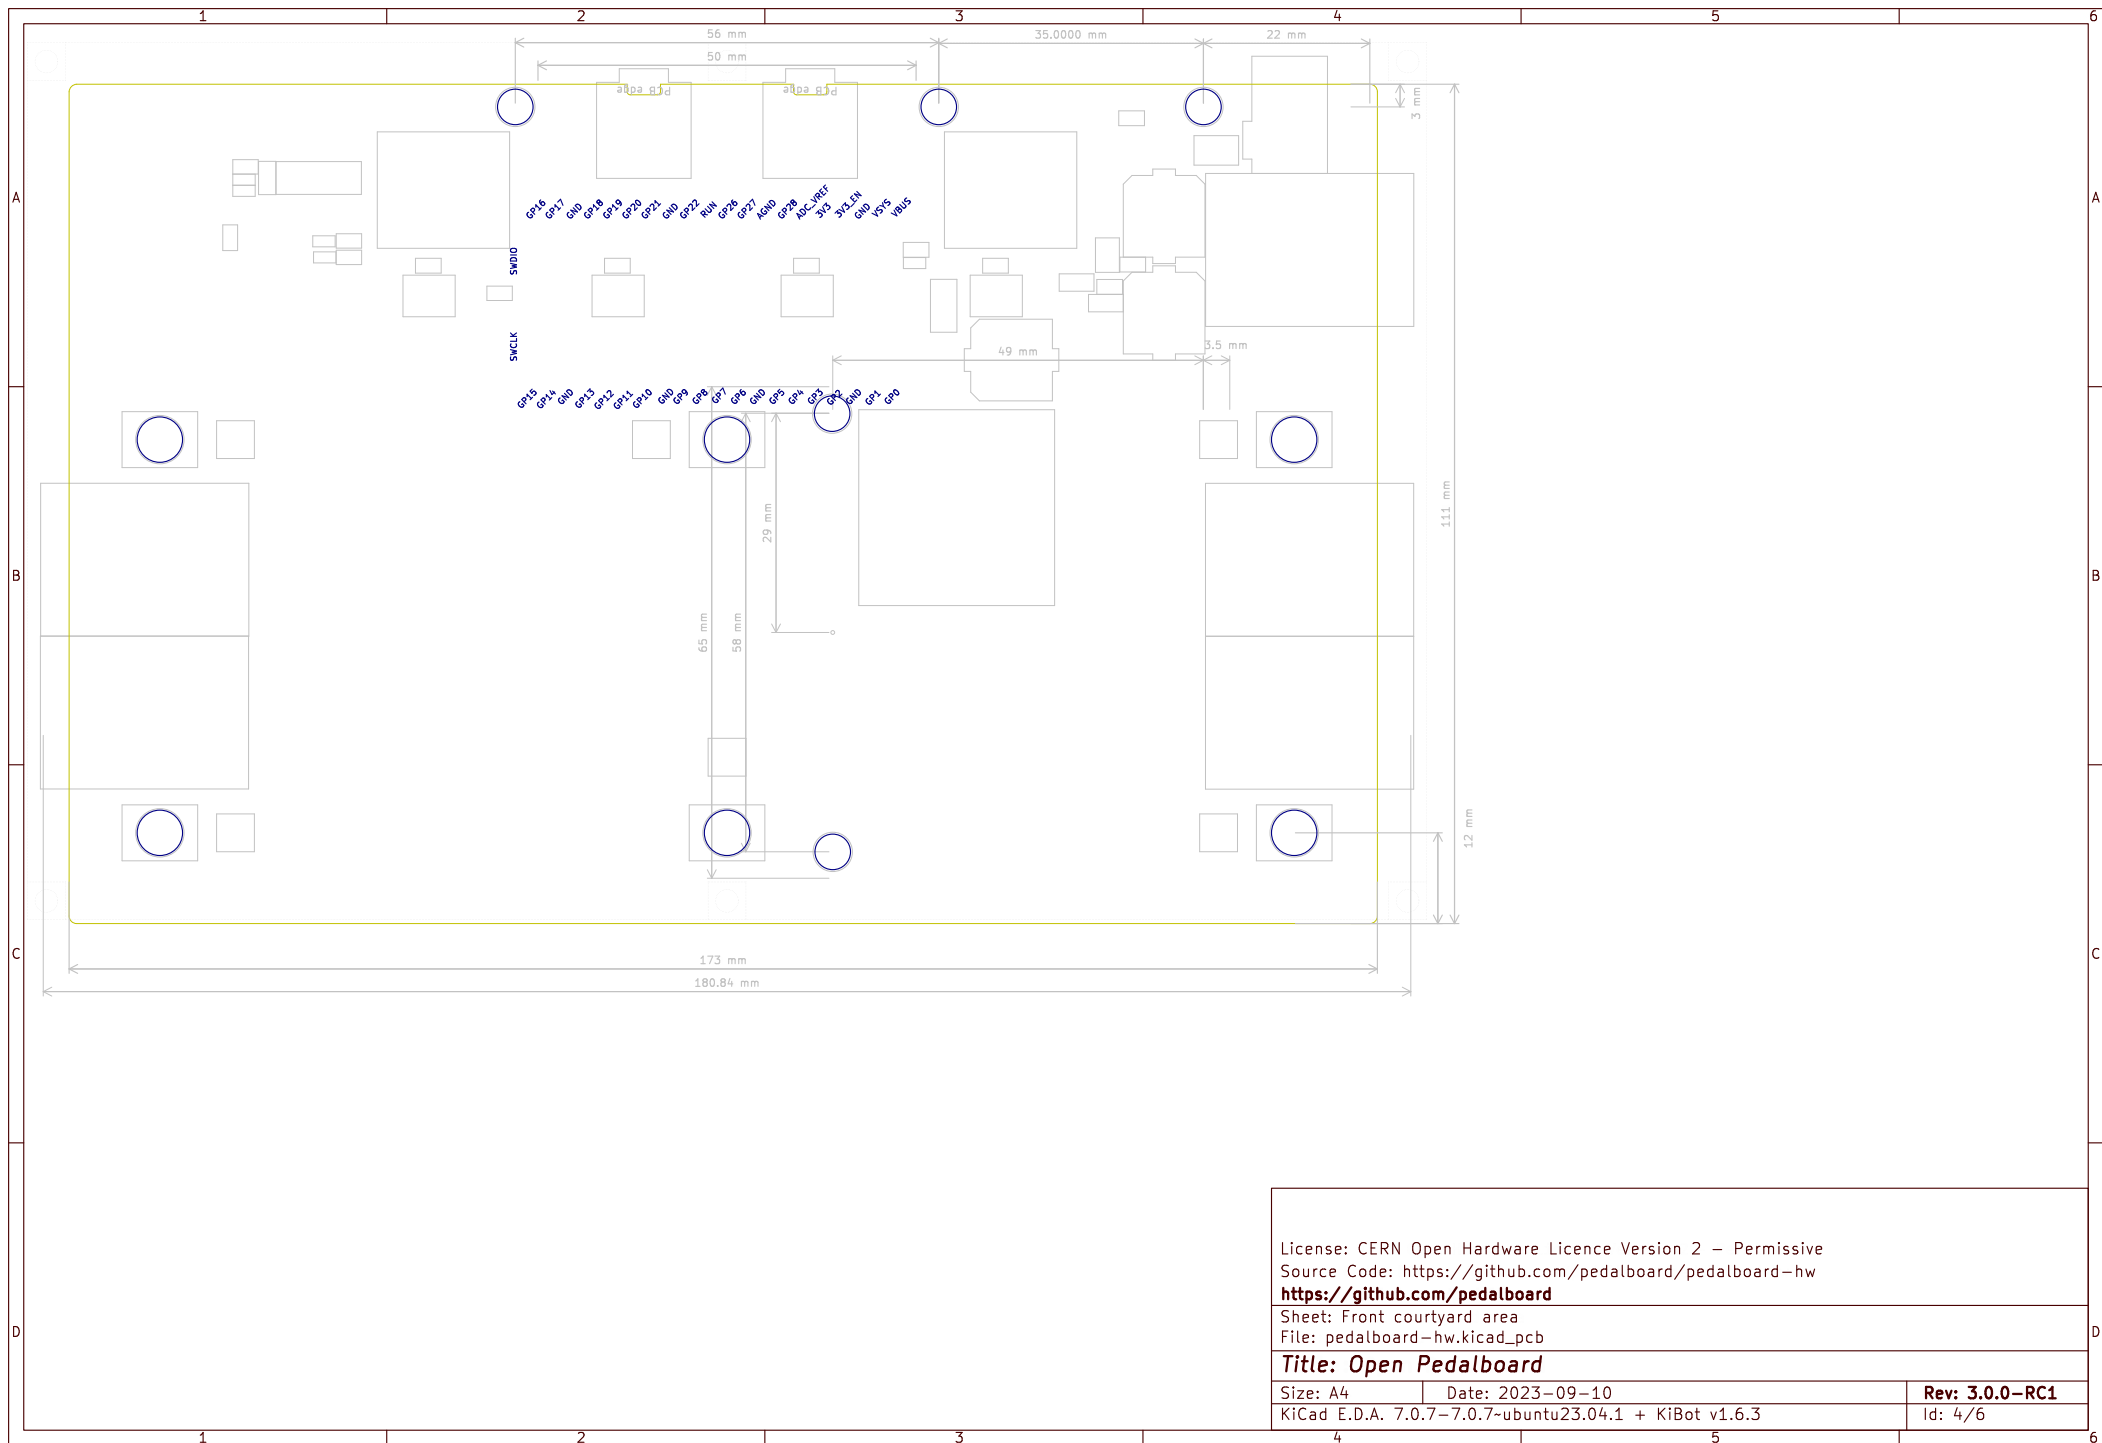 1 2 3 4 5 6
56 mm
35.0000 mm
22 mm
50 mm
PCB edge
PCB edge
3 mm
A
A
GP16
GP17
GND
GP18
GP19
GP20
GP21
GND
GP22
RUN
GP26
GP27
AGND
GP28
ADC_VREF
3V3
3V3_EN
GND
VSYS
VBUS
SWDIO
SWCLK
49 mm
3.5 mm
GP15
GP14
GND
GP13
GP12
GP11
GP10
GND
GP9
GP8
GP7
GP6
GND
GP5
GP4
GP3
GP2
GND
GP1
GP0
29 mm
111 mm
B
B
65 mm
58 mm
12 mm
C
C
173 mm
180.84 mm
License: CERN Open Hardware Licence Version 2 - Permissive
Source Code: https://github.com/pedalboard/pedalboard-hw
https://github.com/pedalboard
Sheet: Front courtyard area
File: pedalboard-hw.kicad_pcb
D
D
Title: Open Pedalboard
Size: A4
Date: 2023-09-10
Rev: 3.0.0-RC1
KiCad E.D.A. 7.0.7-7.0.7~ubuntu23.04.1 + KiBot v1.6.3
Id: 4/6
1 2 3 4 5 6